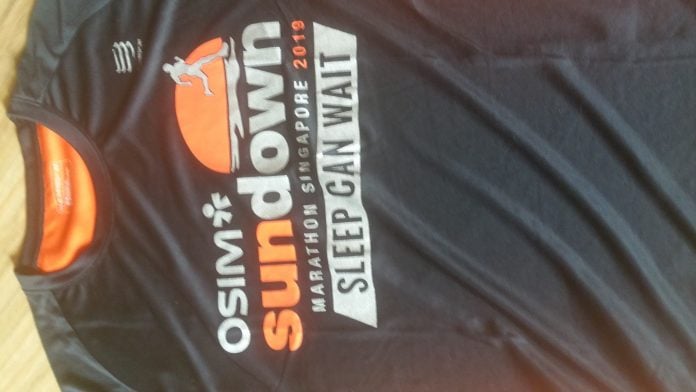 OSIM
sundown
MARATHON SINGAPORE 2019
SLEEP CAN WAIT